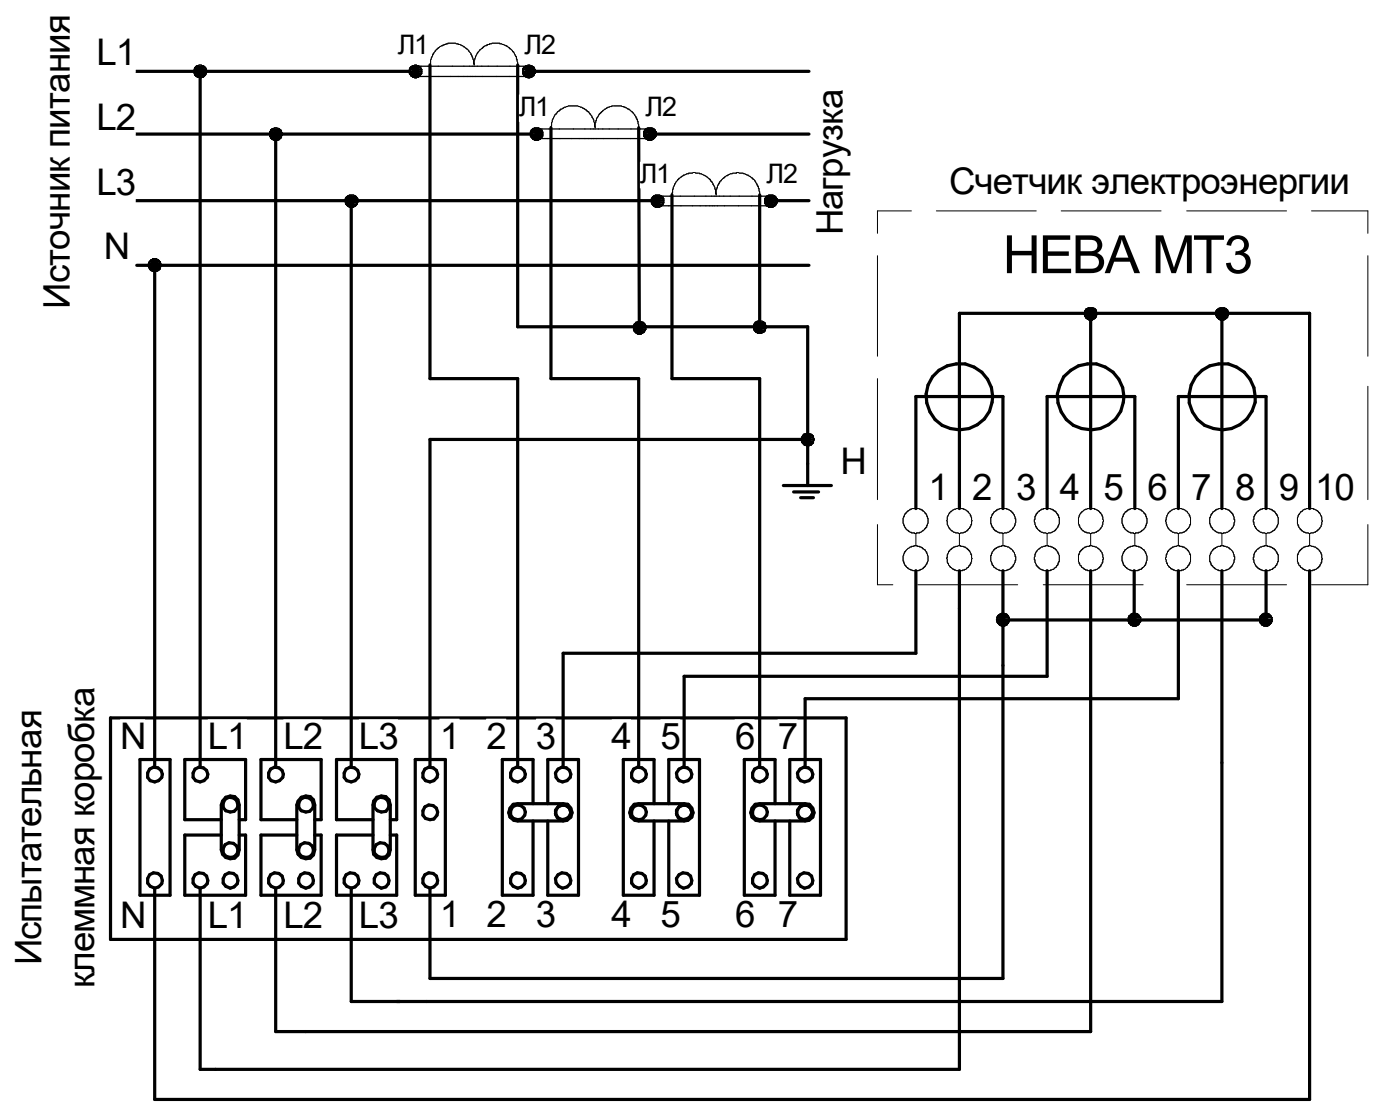 Источник питания
L1
Л1
Л2
L2
Л1
Л2
L3
Л1
Л2
N
Нагрузка
Счетчик электроэнергии
НЕВА МТ3
Н
1 2 3 4 5 6 7 8 9 10
Испытательная
клеммная коробка
N L1 L2 L3 1 2 3 4 5 6 7
N L1 L2 L3 1 2 3 4 5 6 7